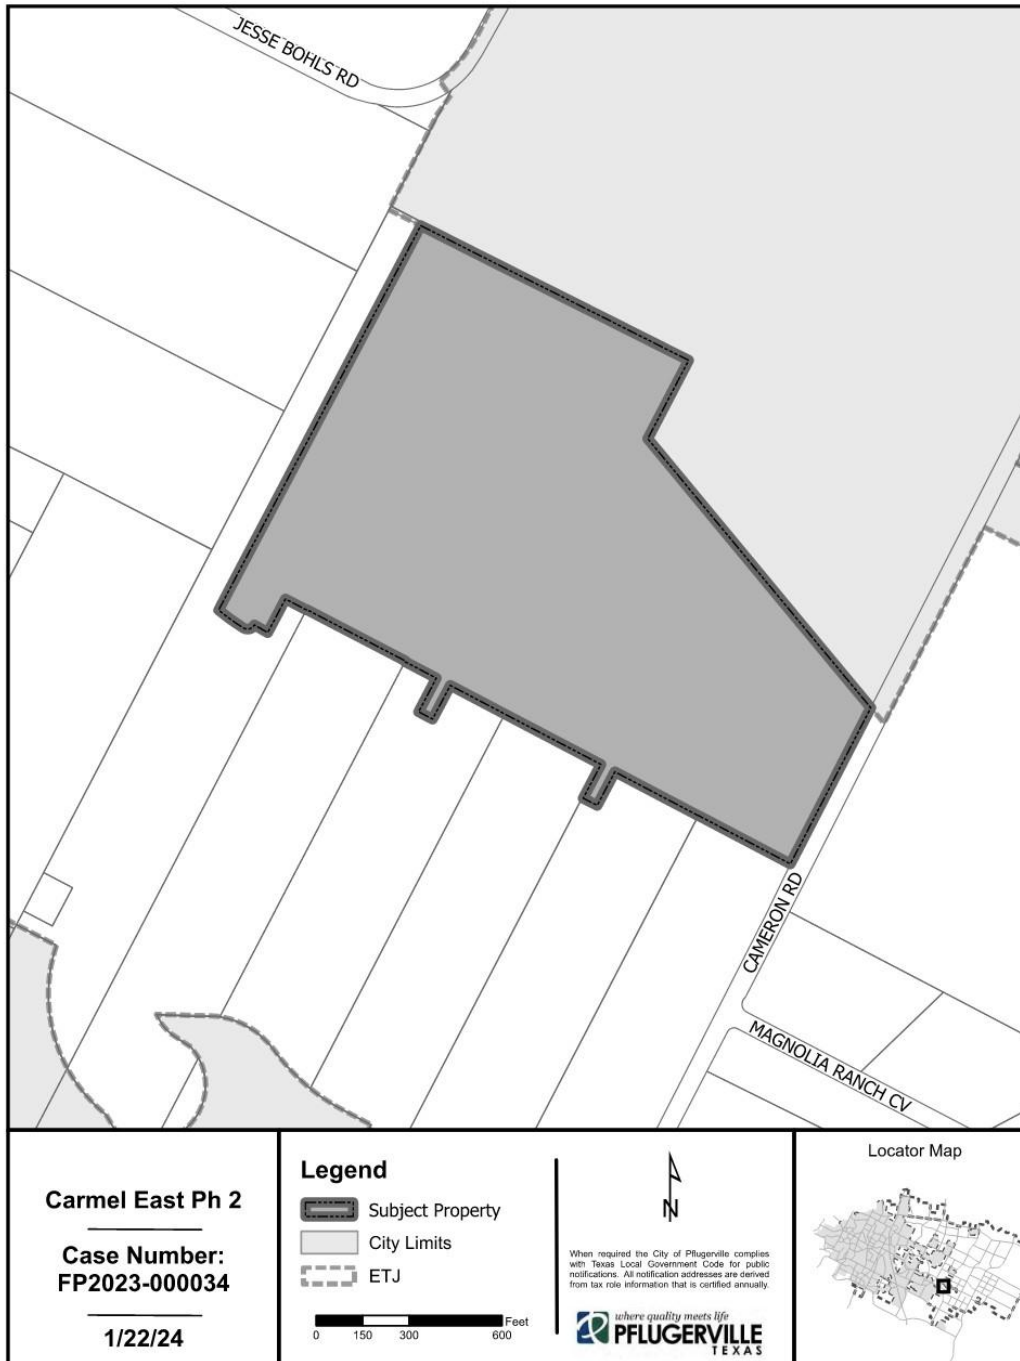 JESSE BOHLS RD
CAMERON RD
MAGNOLIA RANCH CV
Carmel East Ph 2
Case Number:
FP2023-000034
1/22/24
Legend
Subject Property
City Limits
ETJ
0 150 300 600 Feet
N
When required the City of Pflugerville complies
with Texas Local Government Code for public
notifications. All notification addresses are derived
from tax role information that is certified annually.
where quality meets life
PFLUGERVILLE
TEXAS
Locator Map